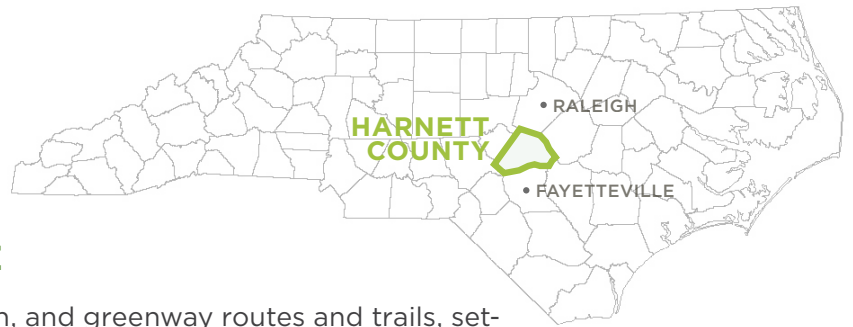 • RALEIGH
HARNETT
COUNTY
• FAYETTEVILLE
and greenway routes and trails, set-